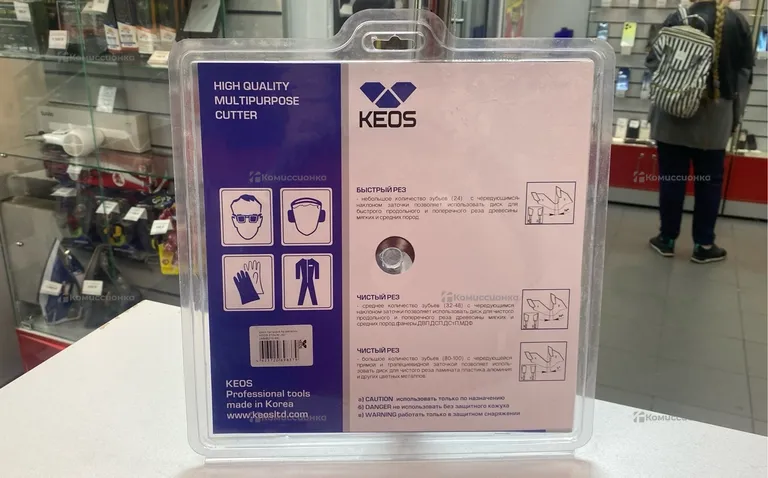 HIGH QUALITY
MULTIPURPOSE
CUTTER
KEOS
БЫСТРЫЙ РЕЗ
- небольшое количество зубьев (24) с чередующимся
наклоном заточки позволяет использовать диск для
быстрого продольного и поперечного реза древесины
мягких и средних пород.
ЧИСТЫЙ РЕЗ
- среднее количество зубьев (32-48) с чередующимся
наклоном заточки позволяет использовать диск для чистого
продольного и поперечного реза древесины мягких и
средних пород,фанеры,ДВП,ДСП,ДСтП,МДФ.
ЧИСТЫЙ РЕЗ
- большое количество зубьев (80-100) с чередующейся
прямой и трапециевидной заточкой позволяет исполь-
зовать диск для чистого реза ламината пластика алюминия
и других цветных металлов.
KEOS
Professional tools
made in Korea
www.keosltd.com
а) CAUTION использовать только по назначению
б) DANGER не использовать без защитного кожуха
в) WARNING работать только в защитном снаряжении
Комиссионка
Комиссионка
Комиссионка
Комиссионка
Комиссионка
Комиссионка
Комиссионка
Комиссионка
Комиссионка